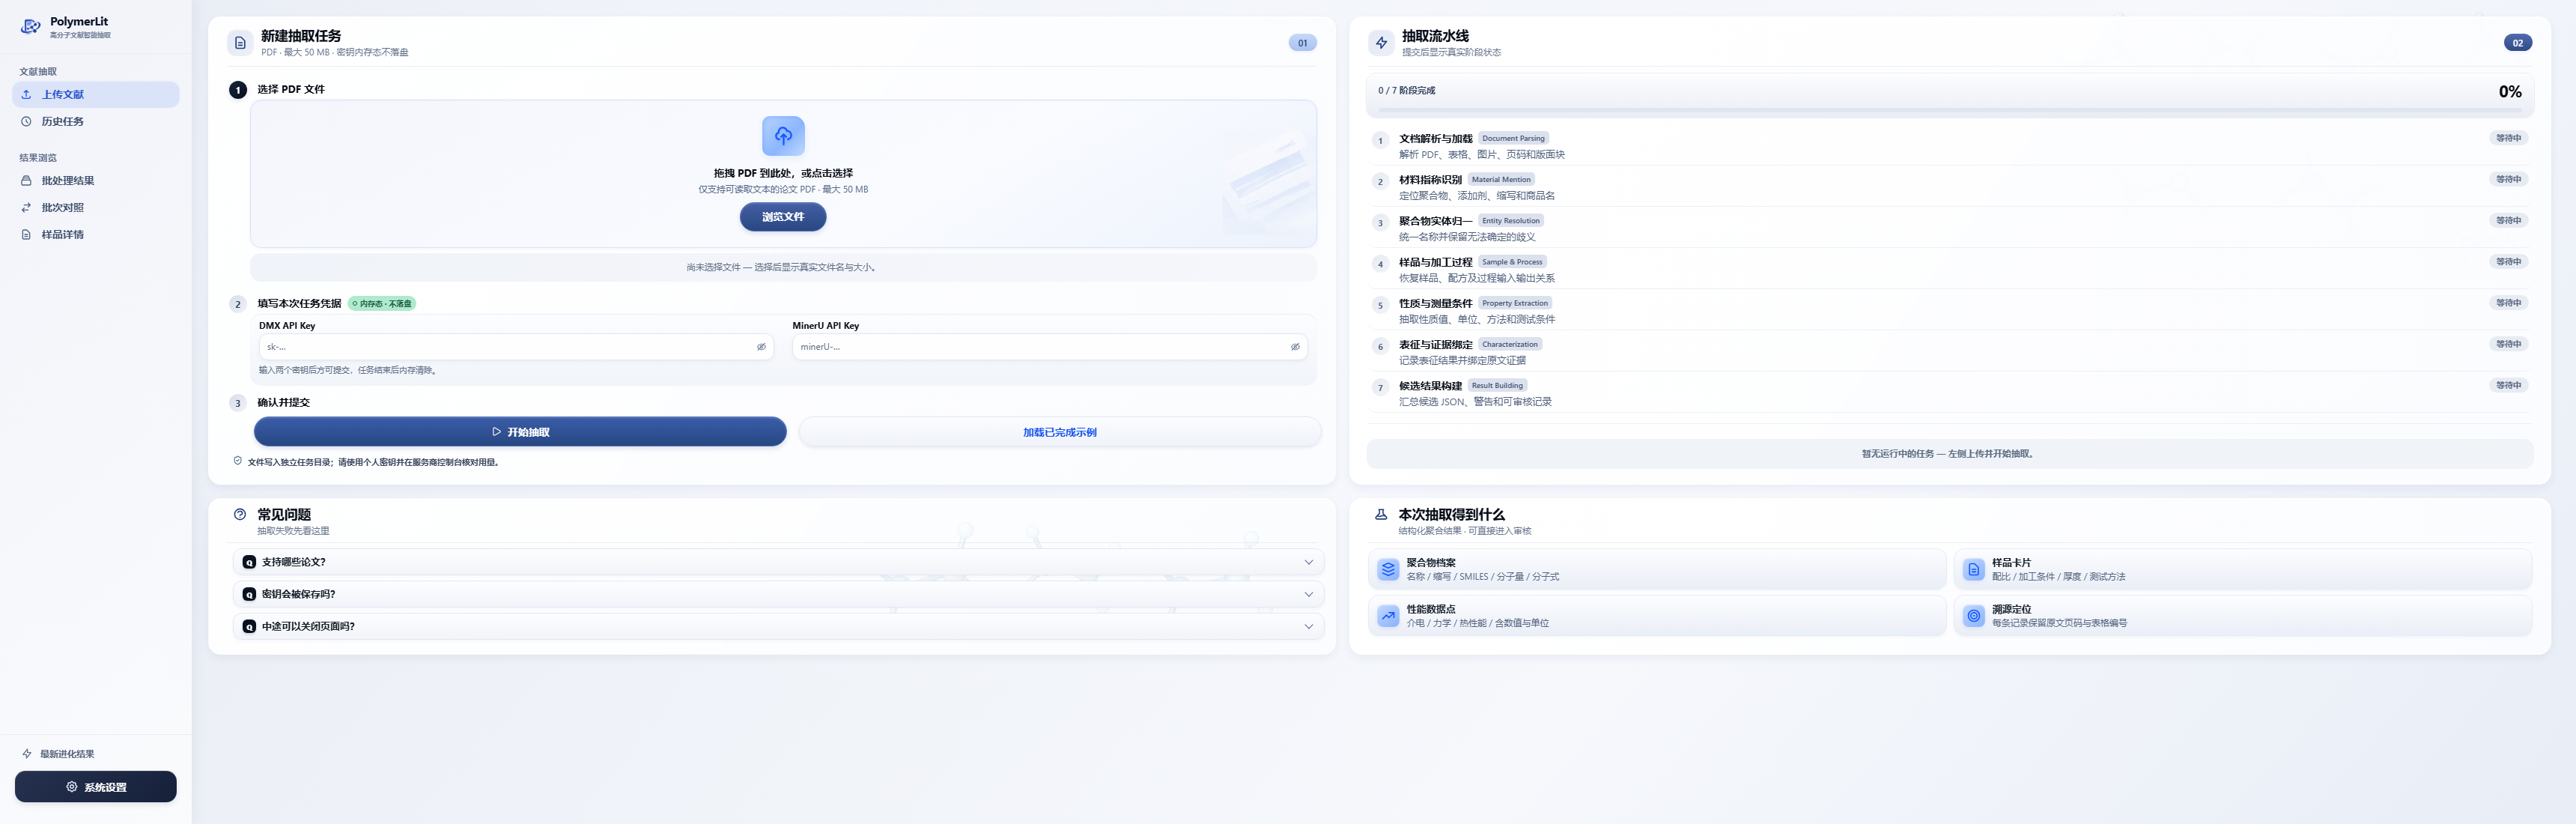 PolymerLit
高分子文献智能抽取
文献抽取
上传文献
历史任务
结果浏览
批处理结果
批次对照
样品详情
最新进化结果
系统设置
新建抽取任务
PDF · 最大 50 MB · 密钥内存态不落盘
01
1 选择 PDF 文件
拖拽 PDF 到此处，或点击选择
仅支持可读取文本的论文 PDF · 最大 50 MB
浏览文件
尚未选择文件 — 选择后显示真实文件名与大小。
2 填写本次任务凭据 内存态 · 不落盘
DMX API Key
sk-...
MinerU API Key
minerU-...
输入两个密钥后方可提交，任务结束后内存清除。
3 确认并提交
开始抽取
加载已完成示例
文件写入独立任务目录；请使用个人密钥并在服务商控制台核对用量。
抽取流水线
提交后显示真实阶段状态
02
0 / 7 阶段完成
0%
1 文档解析与加载 Document Parsing 等待中
解析 PDF、表格、图片、页码和版面块
2 材料指称识别 Material Mention 等待中
定位聚合物、添加剂、缩写和商品名
3 聚合物实体归一 Entity Resolution 等待中
统一名称并保留无法确定的歧义
4 样品与加工过程 Sample & Process 等待中
恢复样品、配方及过程输入输出关系
5 性质与测量条件 Property Extraction 等待中
抽取性质值、单位、方法和测试条件
6 表征与证据绑定 Characterization 等待中
记录表征结果并绑定原文证据
7 候选结果构建 Result Building 等待中
汇总候选 JSON、警告和可审核记录
暂无运行中的任务 — 左侧上传并开始抽取。
常见问题
抽取失败先看这里
Q 支持哪些论文？
Q 密钥会被保存吗？
Q 中途可以关闭页面吗？
本次抽取得到什么
结构化聚合结果 · 可直接进入审核
聚合物档案
名称 / 缩写 / SMILES / 分子量 / 分子式
样品卡片
配比 / 加工条件 / 厚度 / 测试方法
性能数据点
介电 / 力学 / 热性能 / 含数值与单位
溯源定位
每条记录保留原文页码与表格编号